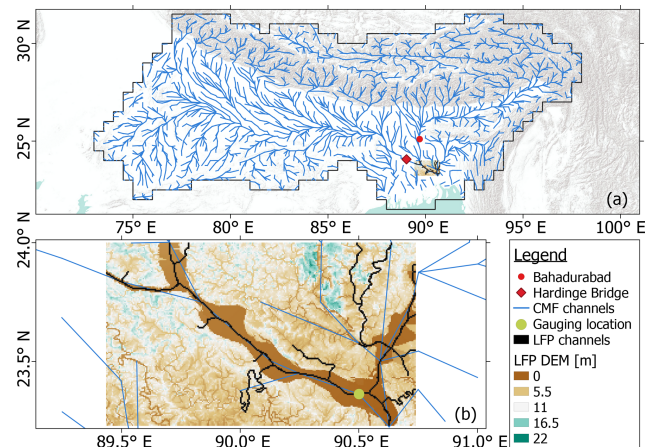 30° N
25° N
(a)
75° E
80° E
85° E
90° E
95° E
100° E
24.0° N
23.5° N
(b)
89.5° E
90.0° E
90.5° E
91.0° E
Legend
Bahadurabad
Hardinge Bridge
CMF channels
Gauging location
LFP channels
LFP DEM [m]
0
5.5
11
16.5
22